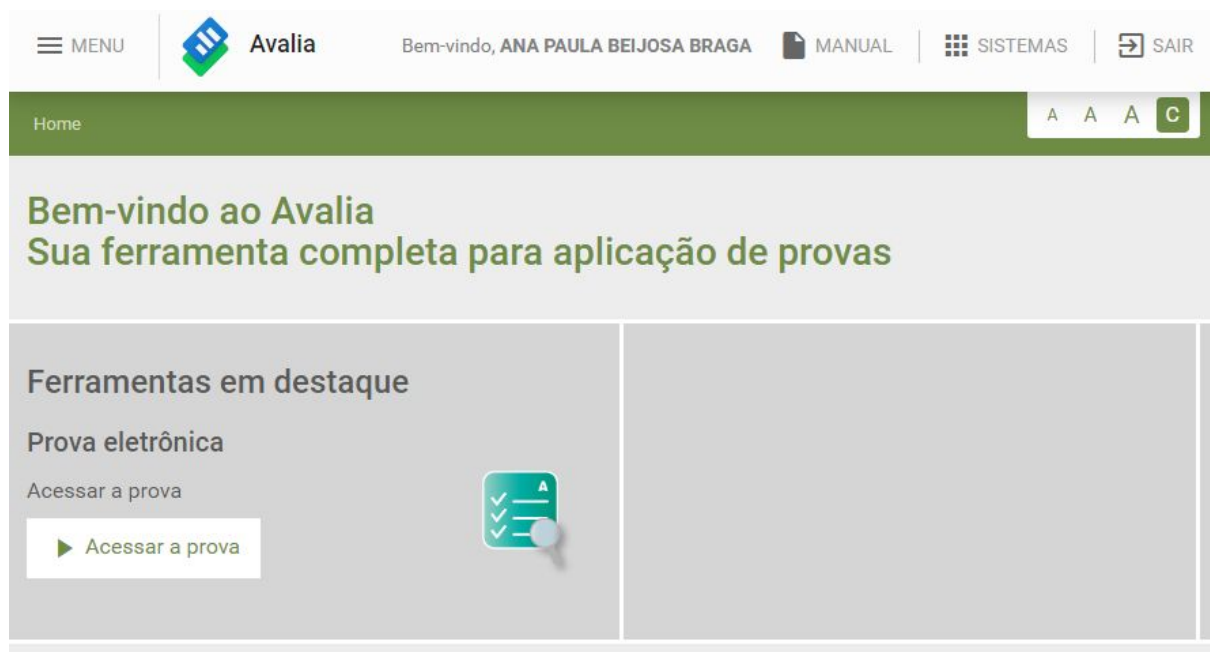 MENU
Avalia
Bem-vindo, ANA PAULA BEIJOSA BRAGA
MANUAL
SISTEMAS
SAIR
Home
A A A C
Bem-vindo ao Avalia
Sua ferramenta completa para aplicação de provas
Ferramentas em destaque
Prova eletrônica
Acessar a prova
A
Acessar a prova